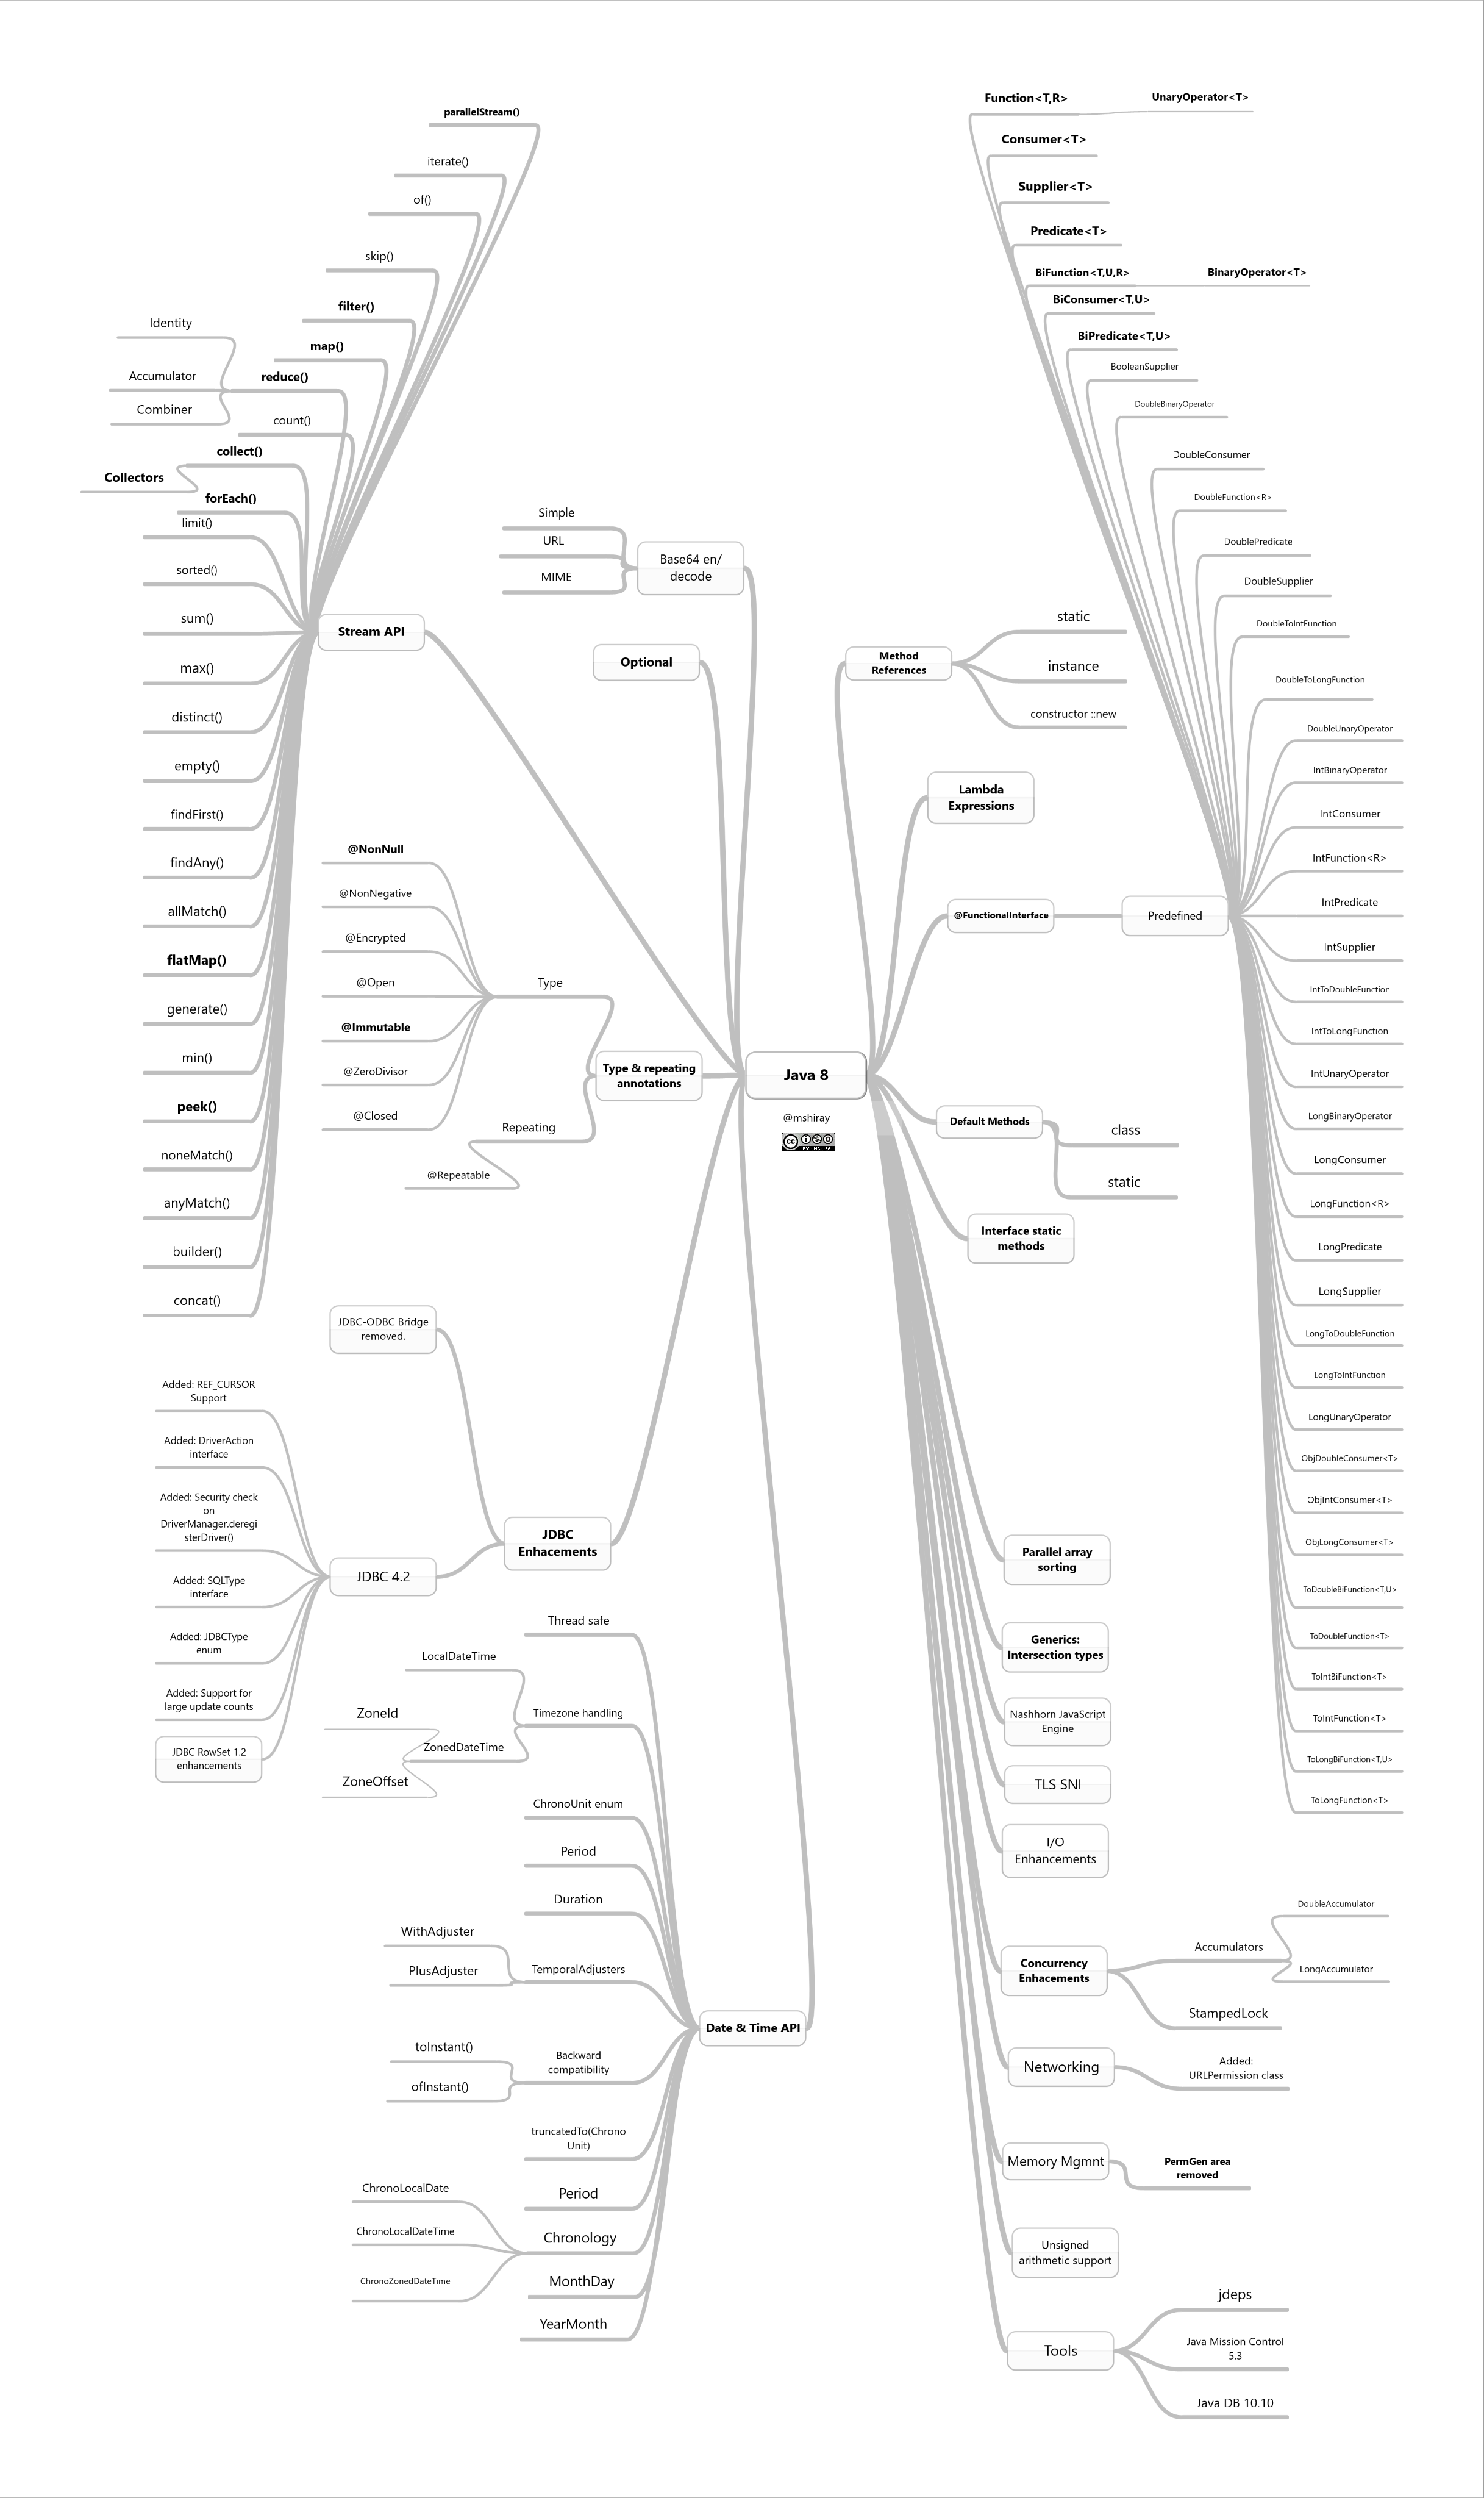 Java 8
@mshiray
cc
BY NC SA
Stream API
parallelStream()
iterate()
of()
skip()
filter()
map()
reduce()
Identity
Accumulator
Combiner
count()
collect()
Collectors
forEach()
limit()
sorted()
sum()
max()
distinct()
empty()
findFirst()
findAny()
allMatch()
flatMap()
generate()
min()
peek()
noneMatch()
anyMatch()
builder()
concat()
Base64 en/
decode
Simple
URL
MIME
Optional
Type & repeating
annotations
Type
@NonNull
@NonNegative
@Encrypted
@Open
@Immutable
@ZeroDivisor
@Closed
Repeating
@Repeatable
JDBC
Enhacements
JDBC-ODBC Bridge
removed.
JDBC 4.2
Added: REF_CURSOR
Support
Added: DriverAction
interface
Added: Security check
on
DriverManager.deregi
sterDriver()
Added: SQLType
interface
Added: JDBCType
enum
Added: Support for
large update counts
JDBC RowSet 1.2
enhancements
Date & Time API
Thread safe
Timezone handling
LocalDateTime
ZonedDateTime
ZoneId
ZoneOffset
ChronoUnit enum
Period
Duration
TemporalAdjusters
WithAdjuster
PlusAdjuster
Backward
compatibility
toInstant()
ofInstant()
truncatedTo(Chrono
Unit)
Period
Chronology
ChronoLocalDate
ChronoLocalDateTime
ChronoZonedDateTime
MonthDay
YearMonth
Method
References
static
instance
constructor ::new
Lambda
Expressions
@FunctionalInterface
Predefined
Function<T,R>
UnaryOperator<T>
Consumer<T>
Supplier<T>
Predicate<T>
BiFunction<T,U,R>
BinaryOperator<T>
BiConsumer<T,U>
BiPredicate<T,U>
BooleanSupplier
DoubleBinaryOperator
DoubleConsumer
DoubleFunction<R>
DoublePredicate
DoubleSupplier
DoubleToIntFunction
DoubleToLongFunction
DoubleUnaryOperator
IntBinaryOperator
IntConsumer
IntFunction<R>
IntPredicate
IntSupplier
IntToDoubleFunction
IntToLongFunction
IntUnaryOperator
LongBinaryOperator
LongConsumer
LongFunction<R>
LongPredicate
LongSupplier
LongToDoubleFunction
LongToIntFunction
LongUnaryOperator
ObjDoubleConsumer<T>
ObjIntConsumer<T>
ObjLongConsumer<T>
ToDoubleBiFunction<T,U>
ToDoubleFunction<T>
ToIntBiFunction<T>
ToIntFunction<T>
ToLongBiFunction<T,U>
ToLongFunction<T>
Default Methods
class
static
Interface static
methods
Parallel array
sorting
Generics:
Intersection types
Nashhorn JavaScript
Engine
TLS SNI
I/O
Enhancements
Concurrency
Enhacements
Accumulators
DoubleAccumulator
LongAccumulator
StampedLock
Networking
Added:
URLPermission class
Memory Mgmnt
PermGen area
removed
Unsigned
arithmetic support
Tools
jdeps
Java Mission Control
5.3
Java DB 10.10